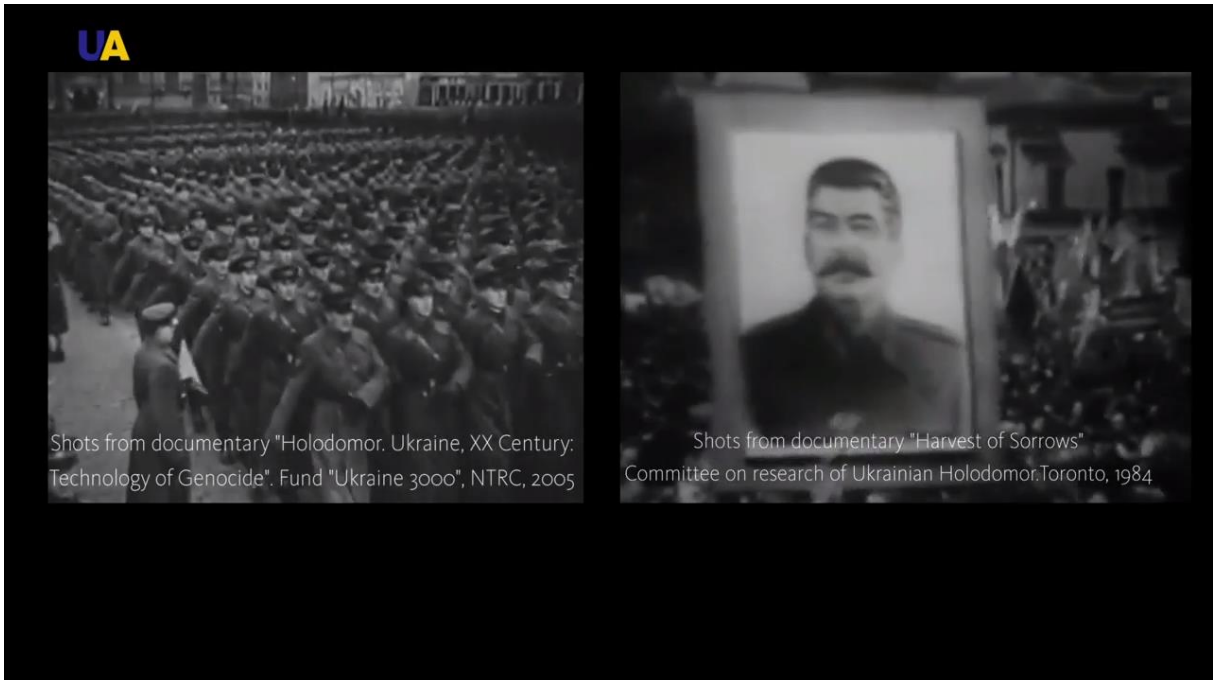 UA
Shots from documentary "Holodomor. Ukraine, XX Century:
Technology of Genocide". Fund "Ukraine 3000", NTRC, 2005
Shots from documentary "Harvest of Sorrows"
Committee on research of Ukrainian Holodomor.Toronto, 1984